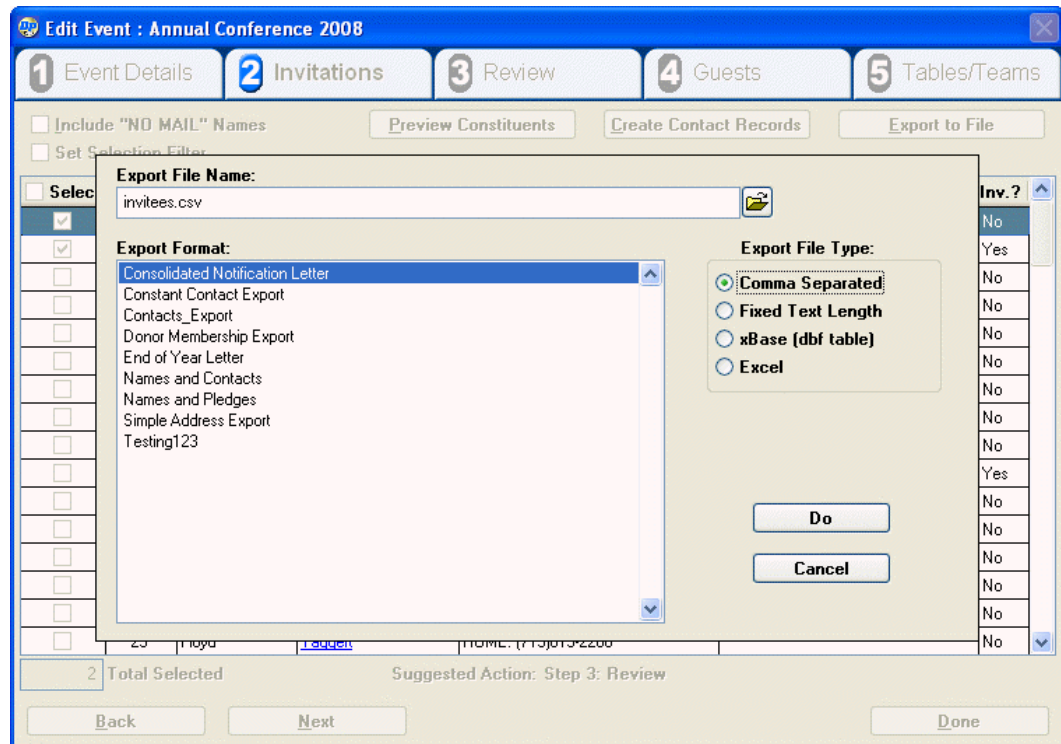 Edit Event : Annual Conference 2008
1 Event Details 2 Invitations 3 Review 4 Guests 5 Tables/Teams
Include "NO MAIL" Names Preview Constituents Create Contact Records Export to File
Set Selection Filter
Selec Inv.?
Export File Name:
invitees.csv
Export Format:
Consolidated Notification Letter
Constant Contact Export
Contacts_Export
Donor Membership Export
End of Year Letter
Names and Contacts
Names and Pledges
Simple Address Export
Testing123
Export File Type:
Comma Separated
Fixed Text Length
xBase (dbf table)
Excel
Do
Cancel
No
Yes
No
No
No
No
No
No
No
Yes
No
No
No
No
No
No
2 Total Selected Suggested Action: Step 3: Review
Back Next Done